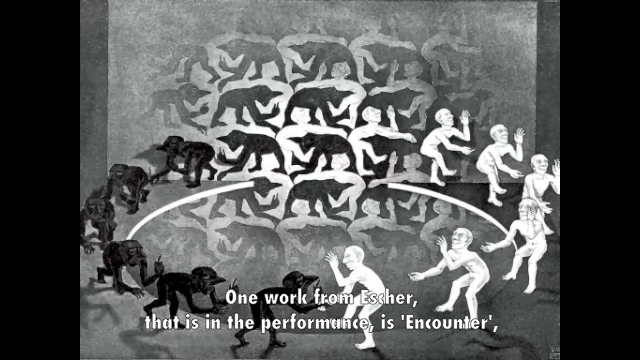 One work from Escher,
that is in the performance, is 'Encounter',